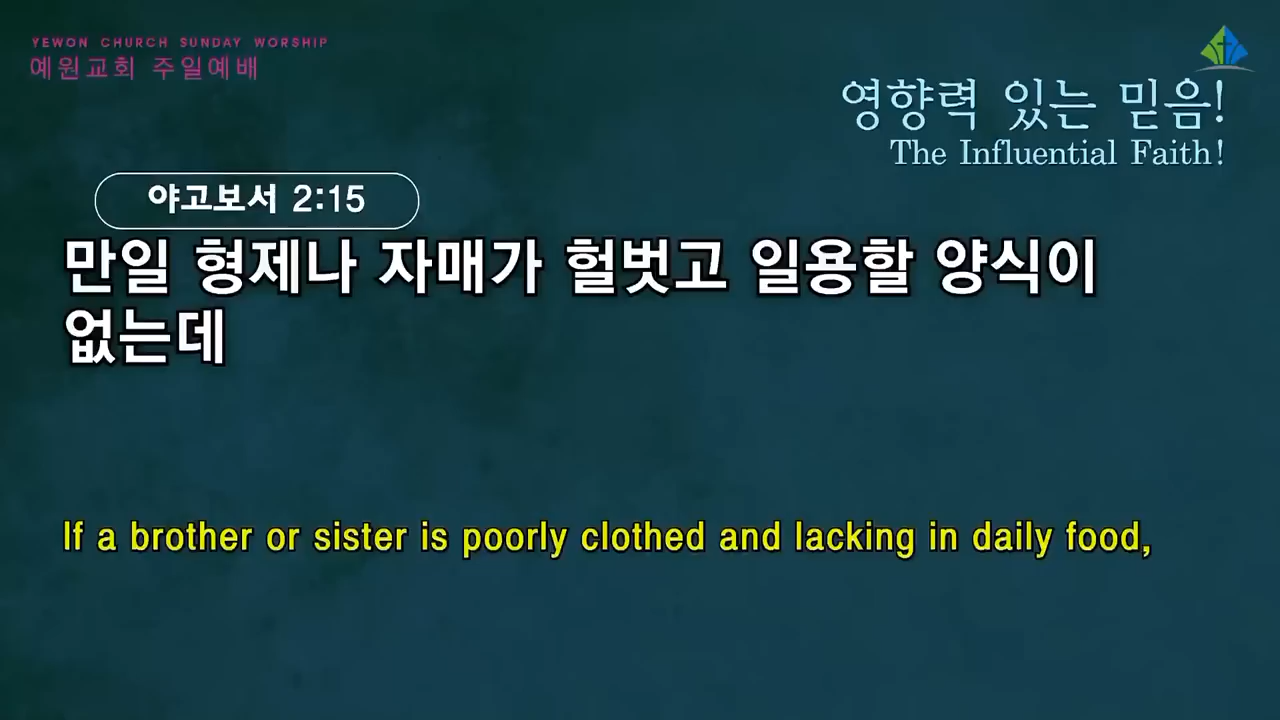 YEWON CHURCH SUNDAY WORSHIP
예원교회 주일예배
영향력 있는 믿음!
The Influential Faith!
야고보서 2:15
만일 형제나 자매가 헐벗고 일용할 양식이
없는데
If a brother or sister is poorly clothed and lacking in daily food,